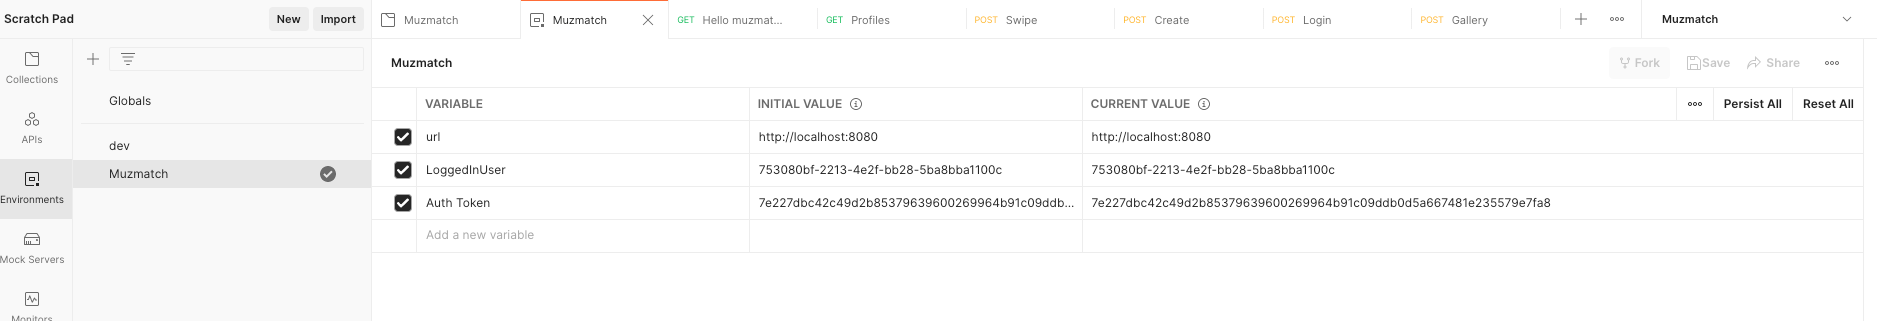 Scratch Pad
New
Import
Muzmatch
Muzmatch
GET Hello muzmat...
GET Profiles
POST Swipe
POST Create
POST Login
POST Gallery
Muzmatch
Collections
APIs
Environments
Mock Servers
Monitors
Globals
dev
Muzmatch
Muzmatch
Fork
Save
Share
VARIABLE INITIAL VALUE CURRENT VALUE Persist All Reset All
url http://localhost:8080 http://localhost:8080
LoggedInUser 753080bf-2213-4e2f-bb28-5ba8bba1100c 753080bf-2213-4e2f-bb28-5ba8bba1100c
Auth Token 7e227dbc42c49d2b85379639600269964b91c09ddb... 7e227dbc42c49d2b85379639600269964b91c09ddb0d5a667481e235579e7fa8
Add a new variable